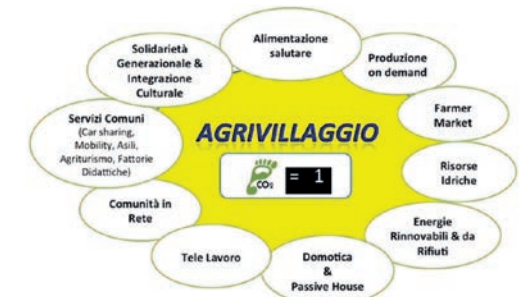 Alimentazione
salutare
Produzione
on demand
Farmer
Market
Risorse
Idriche
Energie
Rinnovabili & da
Rifiuti
Domotica
&
Passive House
Tele Lavoro
Comunità in
Rete
Servizi Comuni
(Car sharing,
Mobility, Asili,
Agriturismo, Fattorie
Didattiche)
Solidarietà
Generazionale &
Integrazione
Culturale
AGRIVILLAGGIO
CO₂ = 1